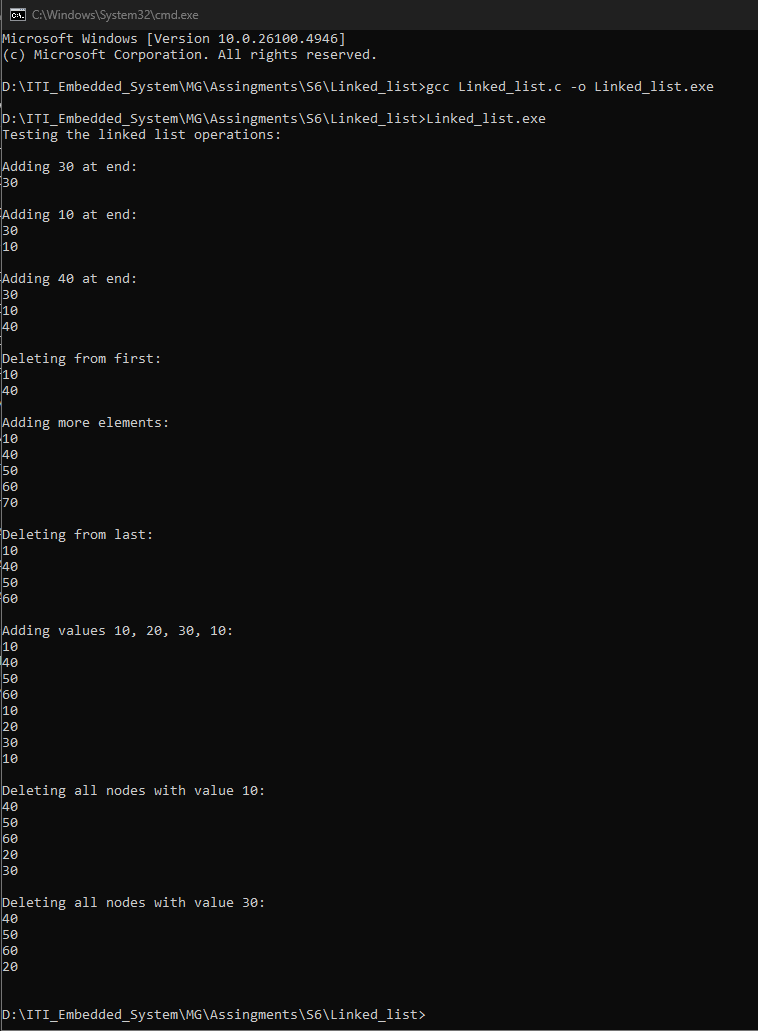 C:\Windows\System32\cmd.exe
Microsoft Windows [Version 10.0.26100.4946]
(c) Microsoft Corporation. All rights reserved.
D:\ITI_Embedded_System\MG\Assingments\S6\Linked_list>gcc Linked_list.c -o Linked_list.exe
D:\ITI_Embedded_System\MG\Assingments\S6\Linked_list>Linked_list.exe
Testing the linked list operations:
Adding 30 at end:
30
Adding 10 at end:
30
10
Adding 40 at end:
30
10
40
Deleting from first:
10
40
Adding more elements:
10
40
50
60
70
Deleting from last:
10
40
50
60
Adding values 10, 20, 30, 10:
10
40
50
60
10
20
30
10
Deleting all nodes with value 10:
40
50
60
20
30
Deleting all nodes with value 30:
40
50
60
20
D:\ITI_Embedded_System\MG\Assingments\S6\Linked_list>